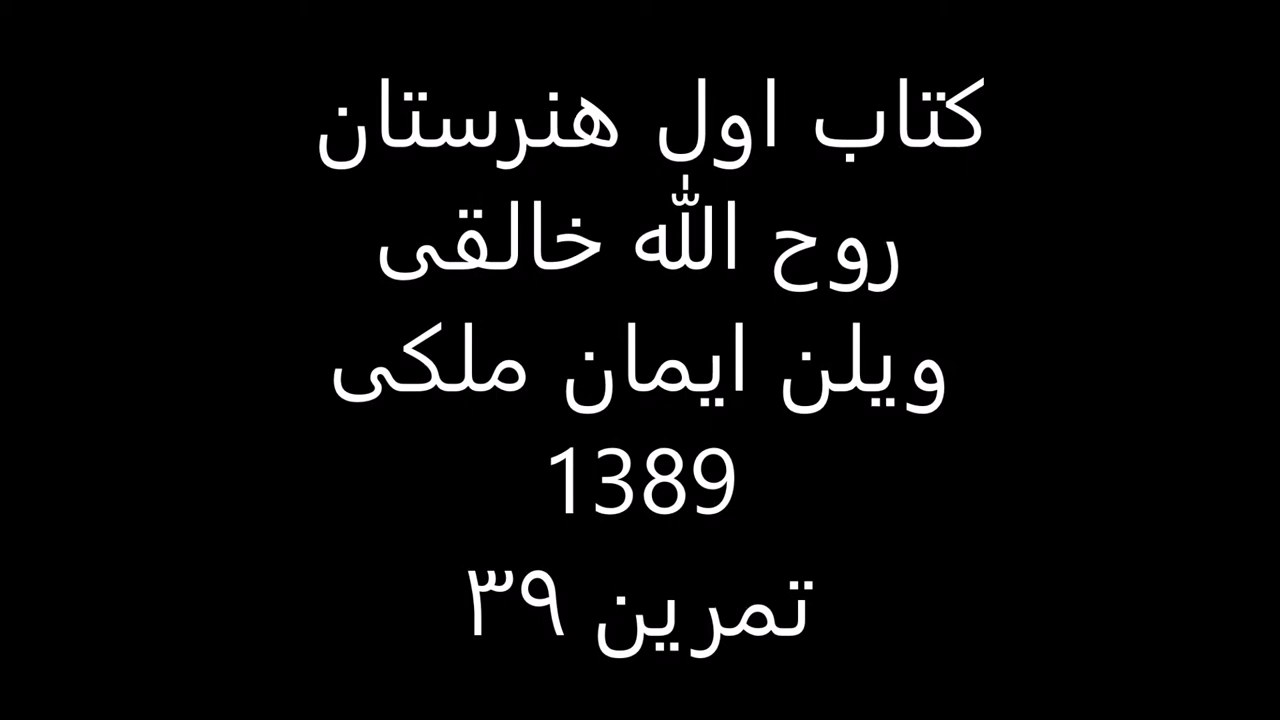 کتاب اول هنرستان
روح الله خالقی
ویلن ایمان ملکی
1389
تمرین ۳۹